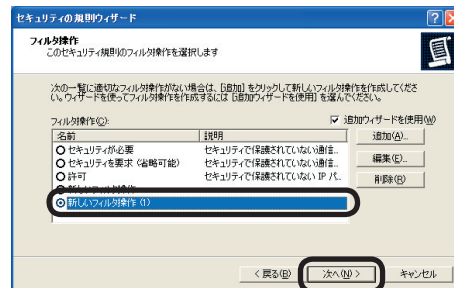 セキュリティの規則ウィザード
フィルタ操作
このセキュリティ規則のフィルタ操作を選択します
次の一覧に適切なフィルタ操作がない場合は、[追加] をクリックして新しいフィルタ操作を作成してくださ
い。ウィザードを使ってフィルタ操作を作成するには [追加ウィザードを使用] を選んでください。
フィルタ操作(C): 追加ウィザードを使用(W)
名前 説明 追加(A)...
セキュリティが必要 セキュリティで保護されていない通信... 編集(E)...
セキュリティを要求 (省略可能) セキュリティで保護されていない通信...
許可 セキュリティで保護されていない IP パ... 削除(R)
新しいフィルタ操作
新しいフィルタ操作 (1)
< 戻る(B) 次へ(N) > キャンセル